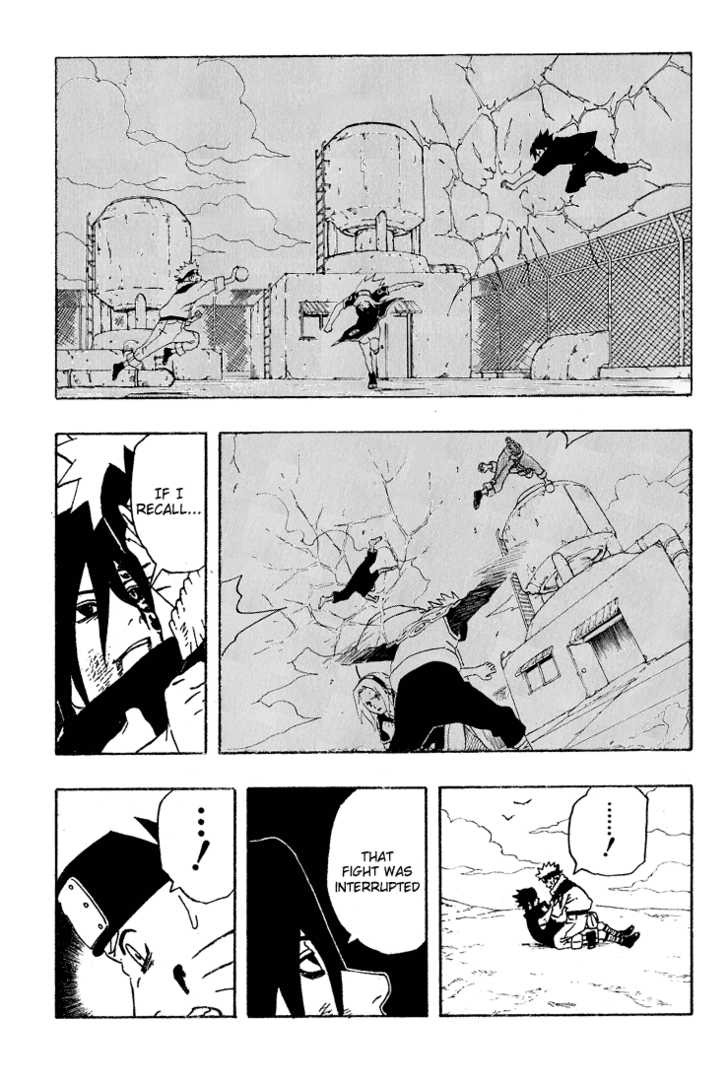 IF I
RECALL...
......!
THAT
FIGHT WAS
INTERRUPTED
....!